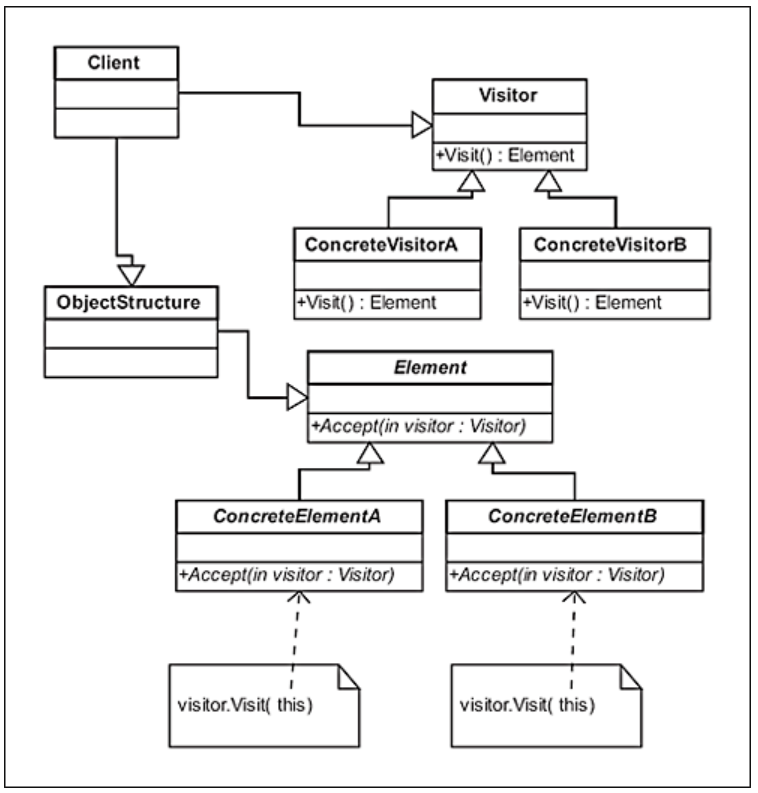 Client
Visitor
+Visit() : Element
ConcreteVisitorA
+Visit() : Element
ConcreteVisitorB
+Visit() : Element
ObjectStructure
Element
+Accept(in visitor : Visitor)
ConcreteElementA
+Accept(in visitor : Visitor)
ConcreteElementB
+Accept(in visitor : Visitor)
visitor.Visit( this)
visitor.Visit( this)